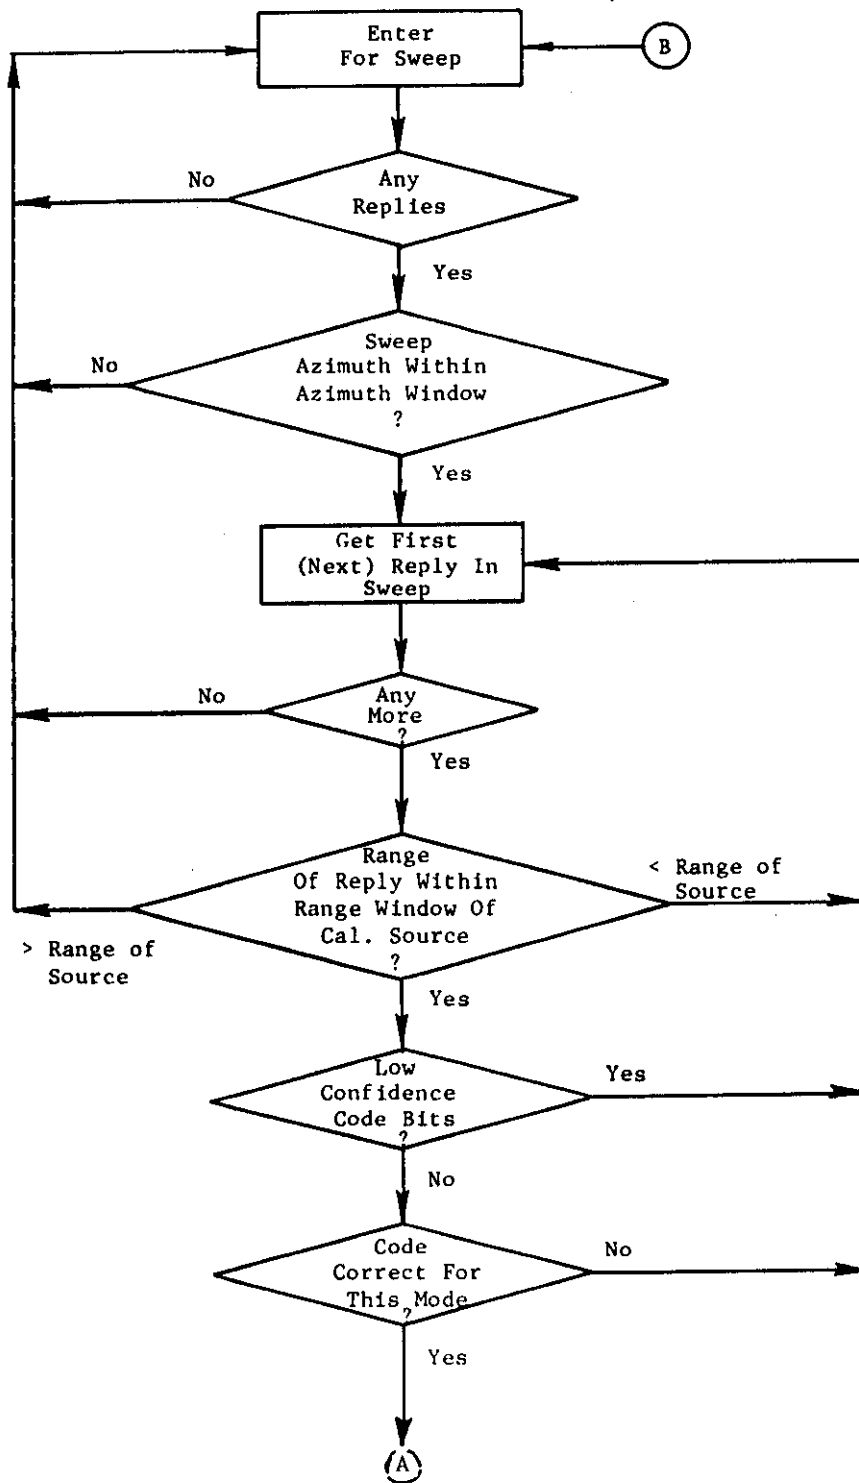 Enter
For Sweep
B
Any
Replies
No
Yes
Sweep
Azimuth Within
Azimuth Window
?
No
Yes
Get First
(Next) Reply In
Sweep
Any
More
?
No
Yes
Range
Of Reply Within
Range Window Of
Cal. Source
?
< Range of
Source
> Range of
Source
Yes
Low
Confidence
Code Bits
?
Yes
No
Code
Correct For
This Mode
?
No
Yes
A